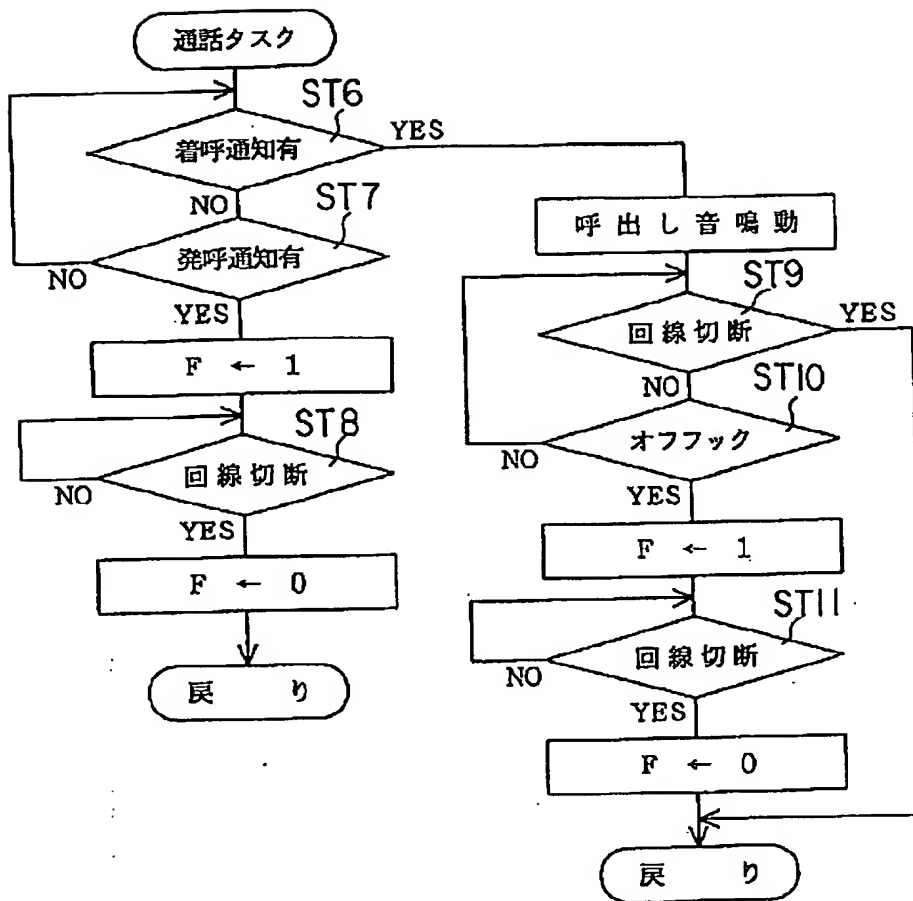 通話タスク
ST6
着呼通知有
YES
NO
ST7
発呼通知有
NO
YES
F ← 1
ST8
回線切断
NO
YES
F ← 0
戻 り
呼出し音鳴動
ST9
回線切断
YES
NO
ST10
オフフック
NO
YES
F ← 1
ST11
回線切断
NO
YES
F ← 0
戻 り